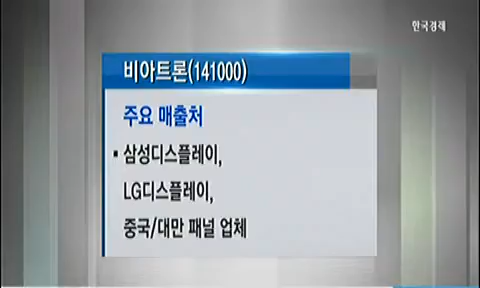 한국경제
비아트론(141000)
주요 매출처
▪ 삼성디스플레이,
LG디스플레이,
중국/대만 패널 업체